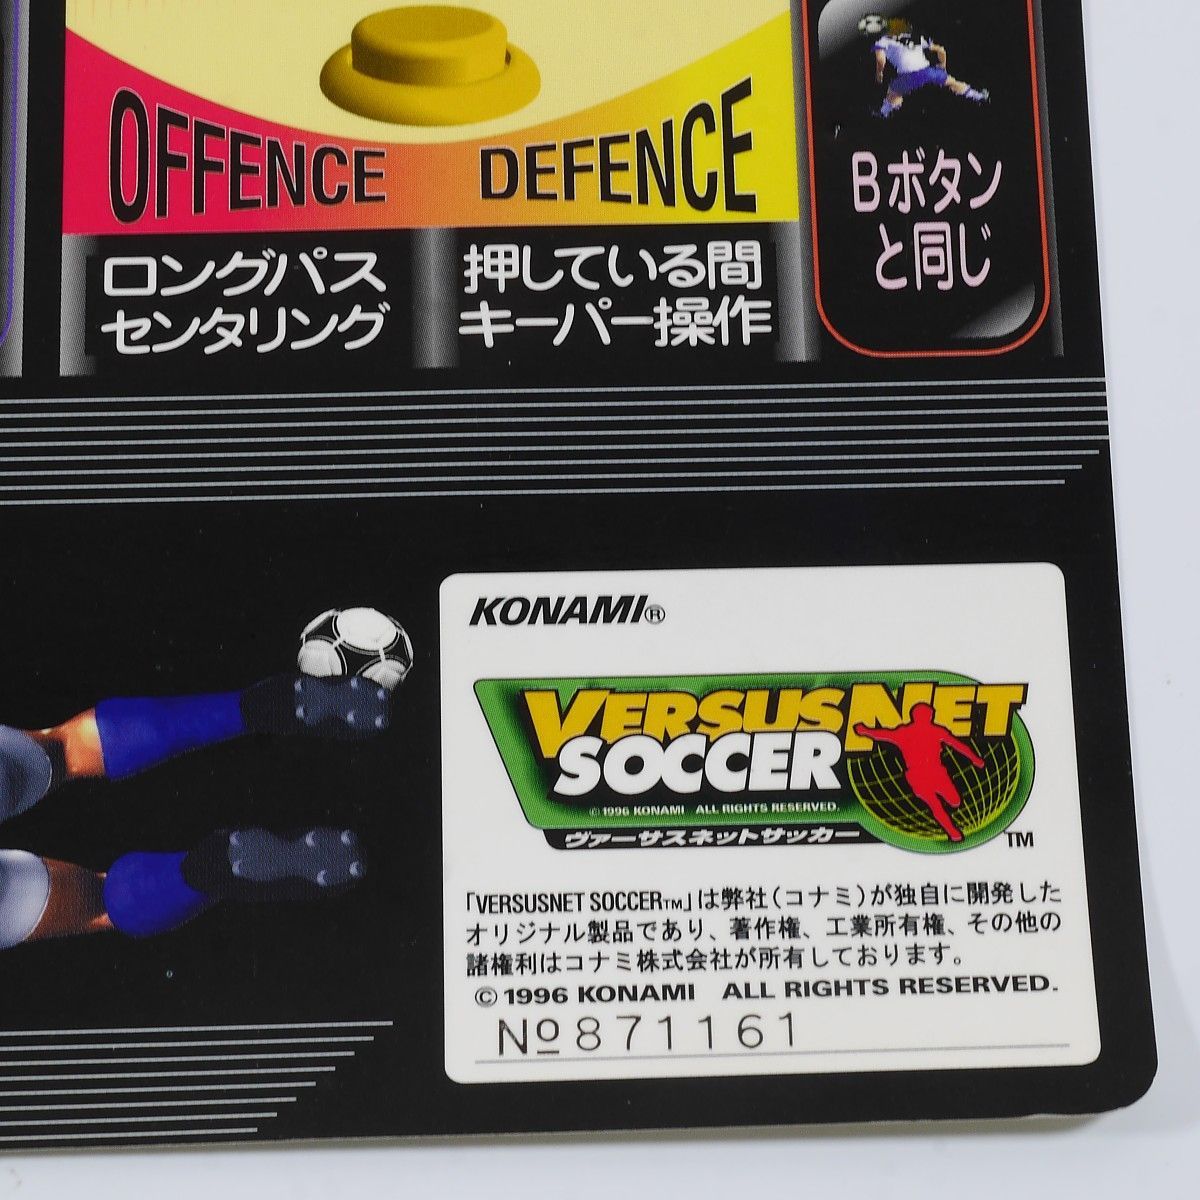 OFFENCE
DEFENCE
ロングパス
センタリング
押している間
キーパー操作
Bボタン
と同じ
KONAMI®
VERSUSNET
SOCCER
© 1996 KONAMI ALL RIGHTS RESERVED.
ヴァーサスネットサッカー
TM
「VERSUSNET SOCCER™」は弊社(コナミ)が独自に開発した
オリジナル製品であり、著作権、工業所有権、その他の
諸権利はコナミ株式会社が所有しております。
© 1996 KONAMI ALL RIGHTS RESERVED.
№871161